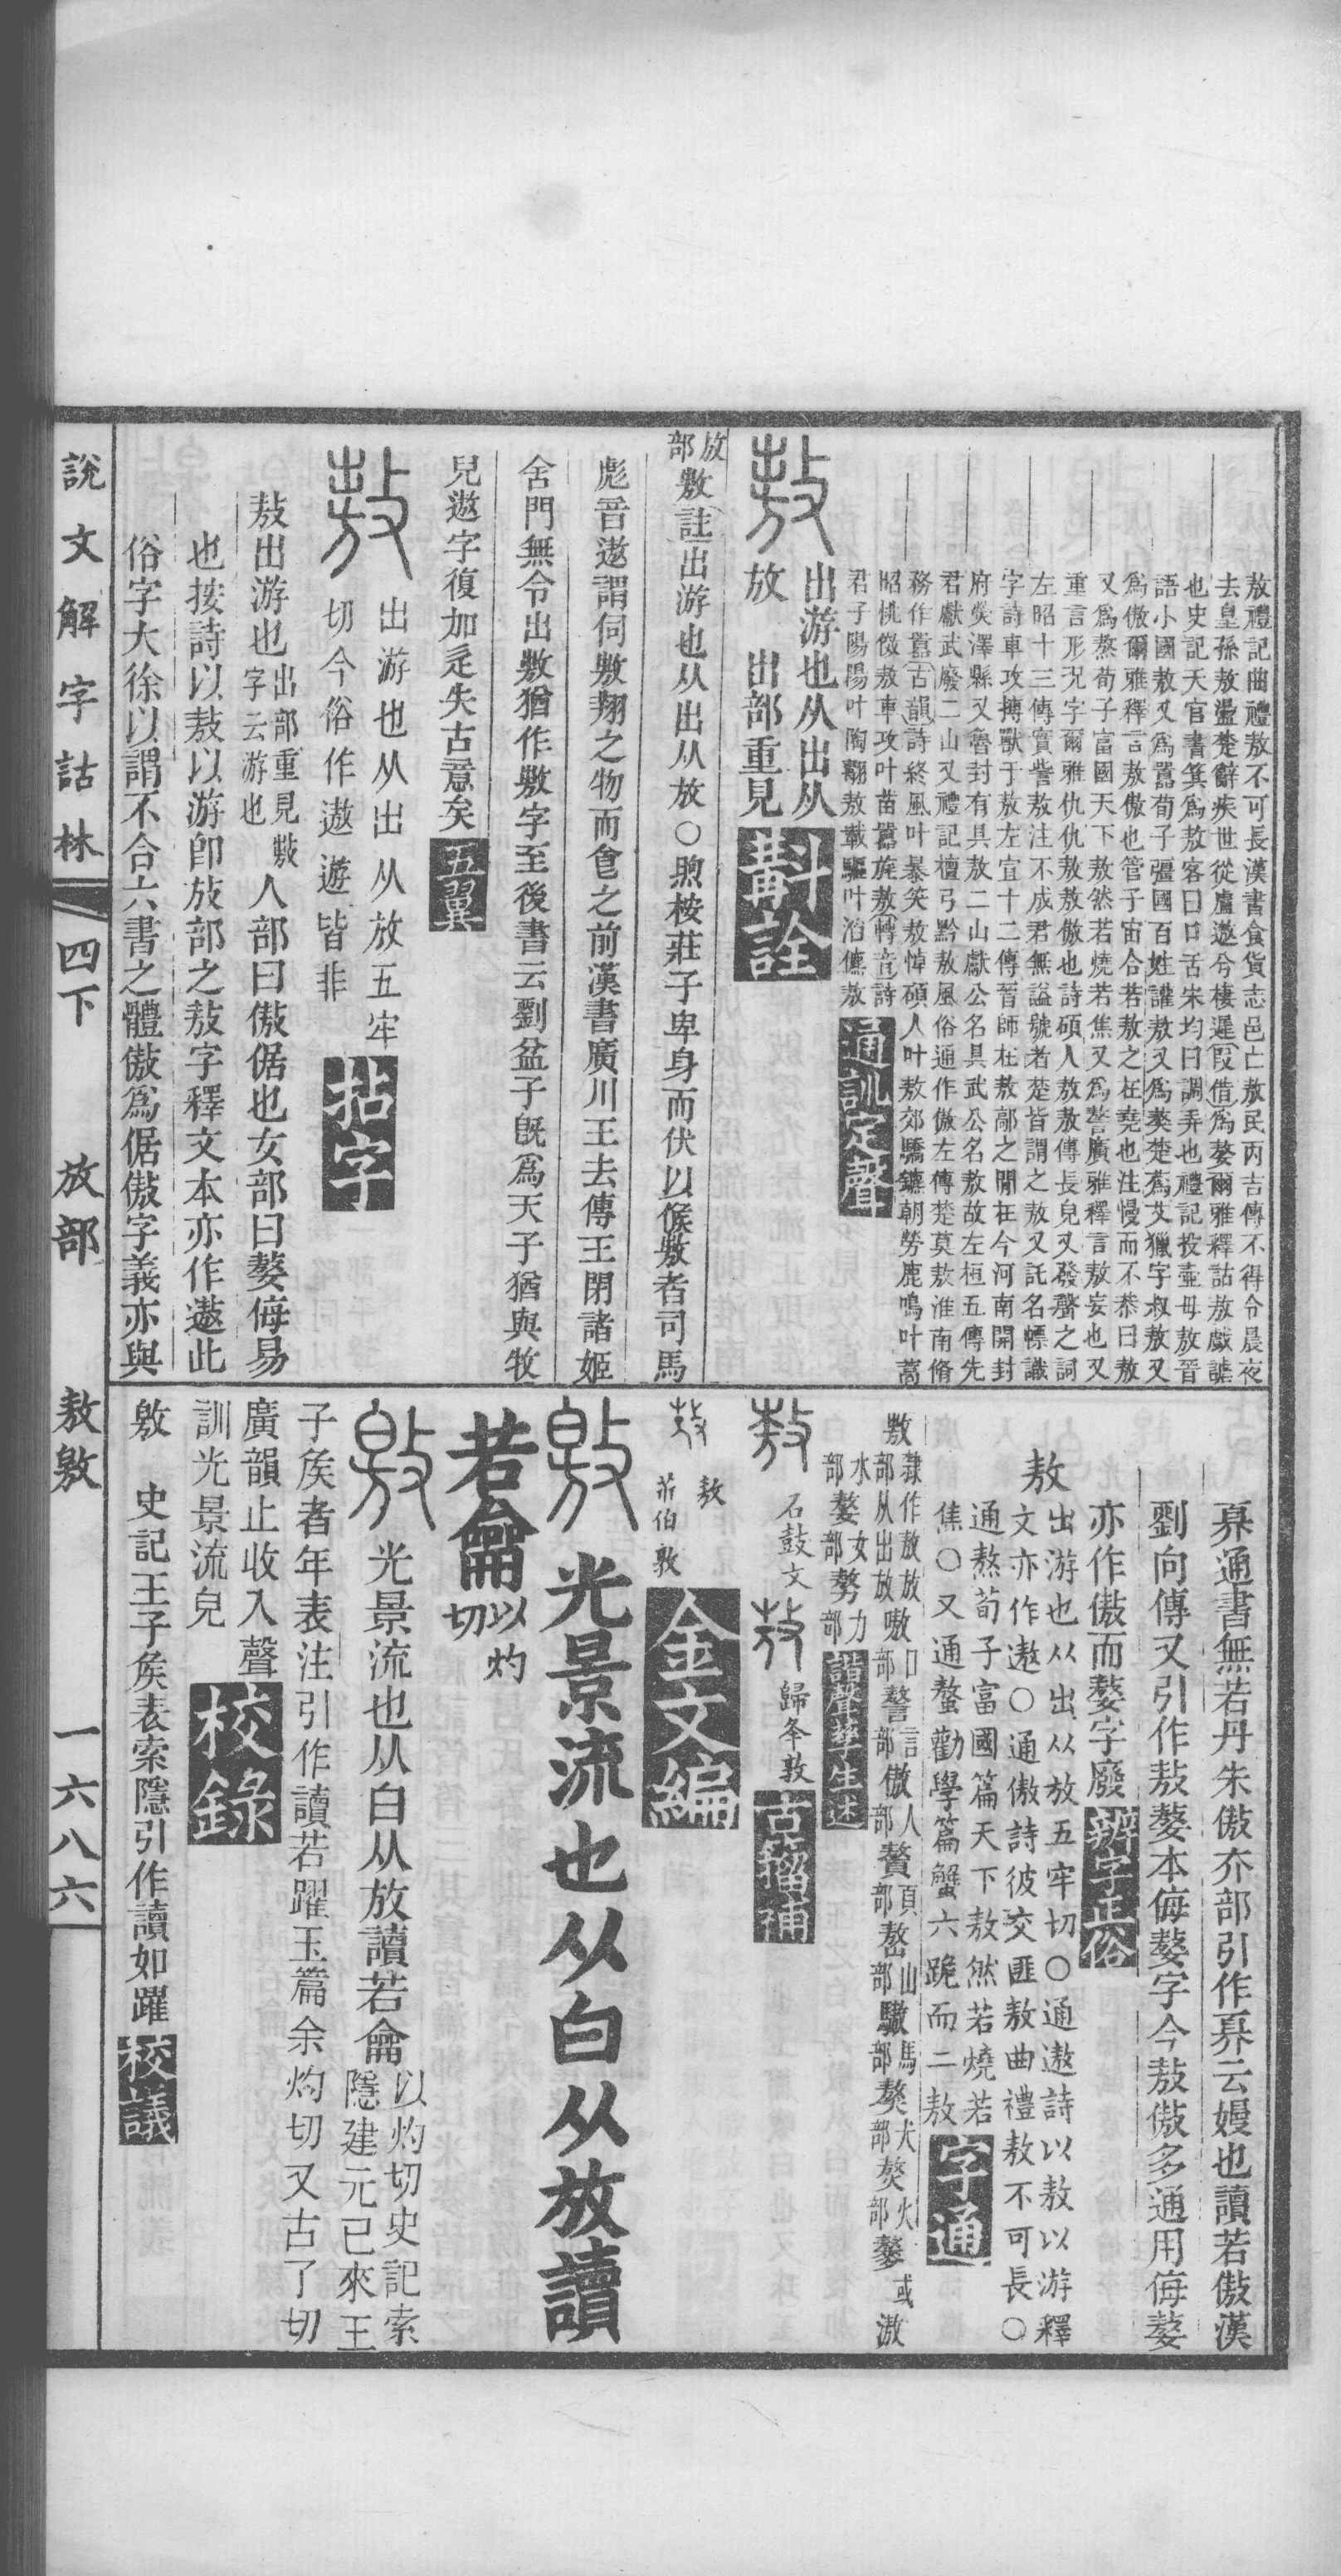 敖禮記曲禮敖不可長漢書食貨志邑亡敖民丙吉傳不得令晨夜
去皇孫敖盪楚辭疾世從盧遨兮棲遲叚借爲嫯爾雅釋詁敖戲謔
也史記天官書箕爲敖客曰口舌宋均曰調弄也禮記投壺毋敖晉
語小國敖又爲囂荀子彊國百姓讙敖又爲獒楚蔿艾獵字叔敖又
爲傲爾雅釋言敖傲也管子宙合若敖之在堯也注慢而不恭曰敖
又爲熬荀子富國天下敖然若燒若焦又爲謷廣雅釋言敖妄也又
重言形況字爾雅仇仇敖敖傲也詩碩人敖敖傳長皃又發聲之詞
左昭十三傳實訾敖注不成君無謚號者楚皆謂之敖又託名幖識
字詩車攻搏獸于敖左宣十二傳晉師在敖鄗之閒在今河南開封
府滎澤縣又魯封有具敖二山獻公名具武公名敖故左桓五傳先
君獻武廢二山又禮記檀弓黔敖風俗通作傲左傳楚莫敖淮南脩
務作囂古韻詩終風叶暴笑敖悼碩人叶敖郊驕鑣朝勞鹿鳴叶蒿
昭恌傚敖車攻叶苗囂旄敖轉音詩
君子陽陽叶陶翿敖載驅叶滔儦敖 通訓定聲
敖 出游也从出从
放 出部重見 斠詮
放部 敖註出游也从出从放○煦桉莊子卑身而伏以候敖者司馬
彪音遨謂伺敖翔之物而食之前漢書廣川王去傳王閉諸姬
舍門無令出敖猶作敖字至後書云劉盆子旣爲天子猶與牧
兒遨字復加辵失古意矣 五翼
敖 出游也从出从放五牢
切今俗作遨遊皆非 拈字
敖出游也出部重見敖字云游也人部曰傲倨也女部曰嫯侮易
也按詩以敖以游卽放部之敖字釋文本亦作遨此
俗字大徐以謂不合六書之體傲爲倨傲字義亦與
奡通書無若丹朱傲夰部引作奡云嫚也讀若傲漢
劉向傳又引作敖嫯本侮嫯字今敖傲多通用侮嫯
亦作傲而嫯字廢 辨字正俗
敖 出游也从出从放五牢切○通遨詩以敖以游釋
文亦作遨○通傲詩彼交匪敖曲禮敖不可長○
通熬荀子富國篇天下敖然若燒若
焦○又通螯勸學篇蟹六跪而二敖 字通
敖隸作敖放部从出放嗷口部謷言部傲人部贅頁部嶅山部驁馬部獒犬部熬火部鏊或滶
水部嫯女部勢力部 諧聲孳生述
敖 石鼓文 敖 歸夆敦 古籀補
敖 敖 㠱伯敦 金文編
敫 光景流也从白从放讀
若龠 以灼切
敫 光景流也从白从放讀若龠 以灼切史記索隱建元已來王
子矦者年表注引作讀若躍玉篇余灼切又古了切
廣韻止收入聲
訓光景流皃 校錄
敫 史記王子矦表索隱引作讀如躍 校議
說文解字詁林 四下 放部 敖敫 一六八六